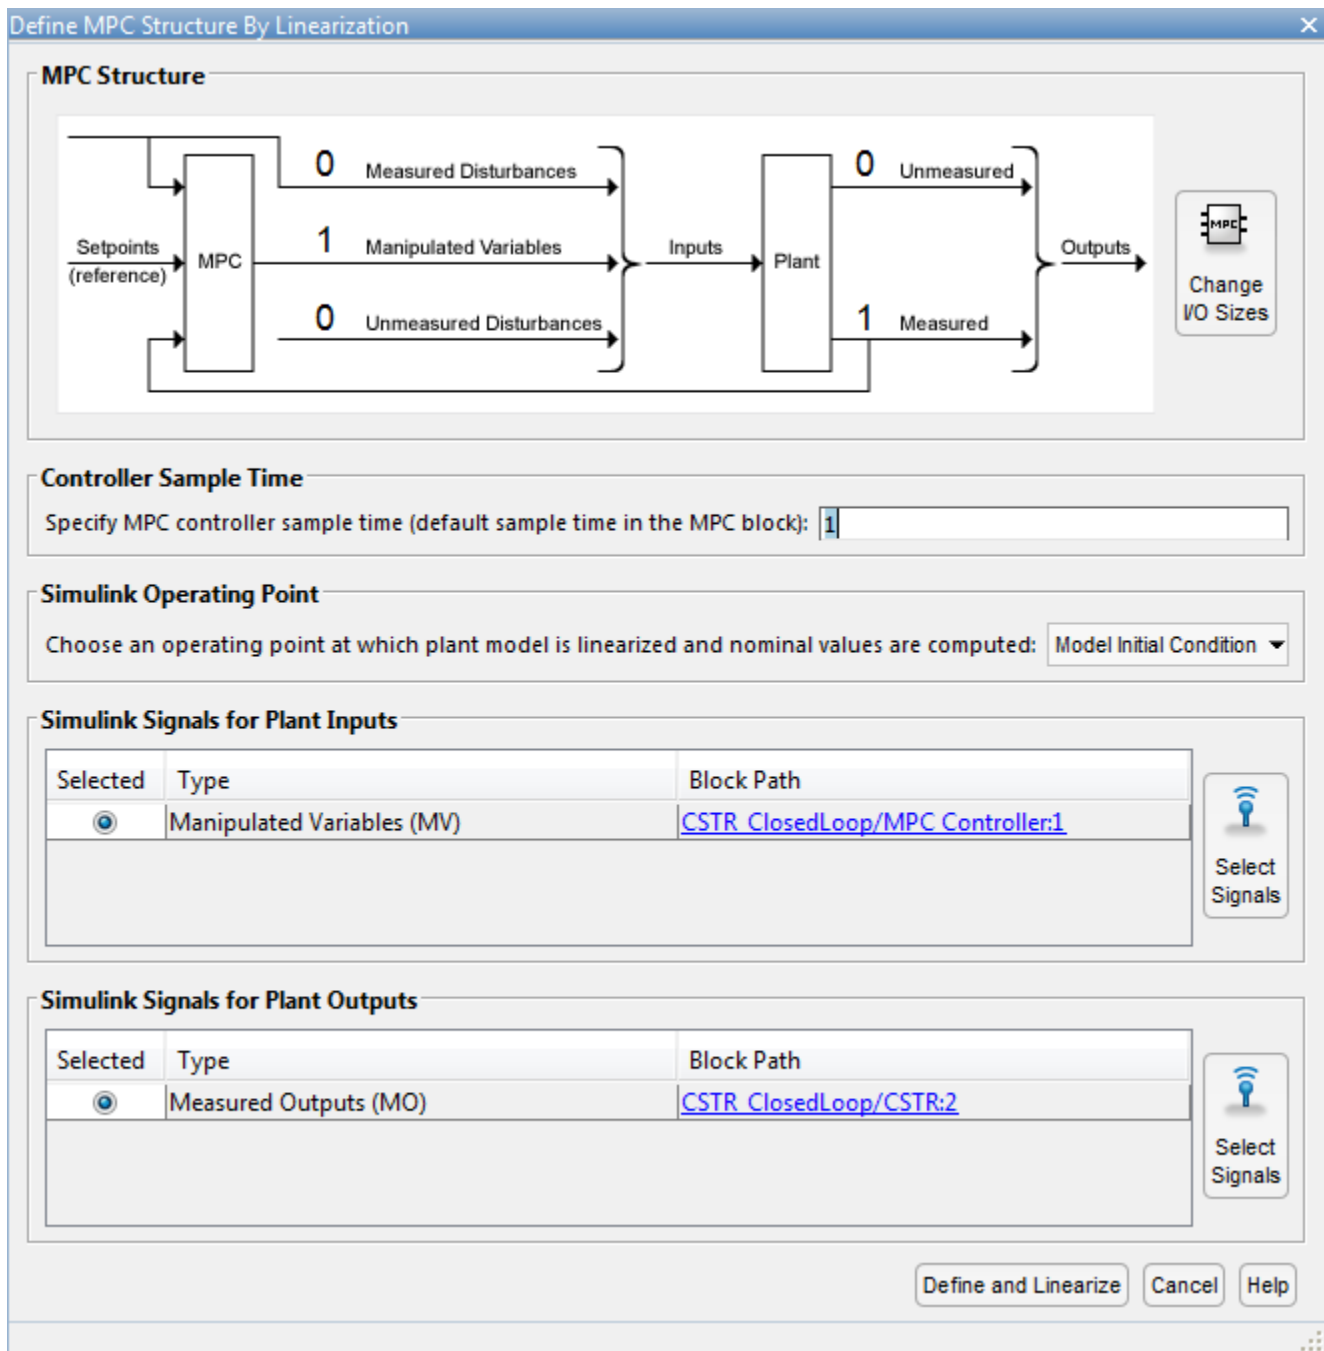 Define MPC Structure By Linearization
MPC Structure
0 Measured Disturbances
0 Unmeasured
Setpoints
(reference)
MPC
1 Manipulated Variables
Inputs
Plant
Outputs
0 Unmeasured Disturbances
1 Measured
MPC
Change
I/O Sizes
Controller Sample Time
Specify MPC controller sample time (default sample time in the MPC block): 1
Simulink Operating Point
Choose an operating point at which plant model is linearized and nominal values are computed: Model Initial Condition
Simulink Signals for Plant Inputs
Selected Type Block Path
Manipulated Variables (MV) CSTR_ClosedLoop/MPC Controller:1
Select
Signals
Simulink Signals for Plant Outputs
Selected Type Block Path
Measured Outputs (MO) CSTR_ClosedLoop/CSTR:2
Select
Signals
Define and Linearize Cancel Help